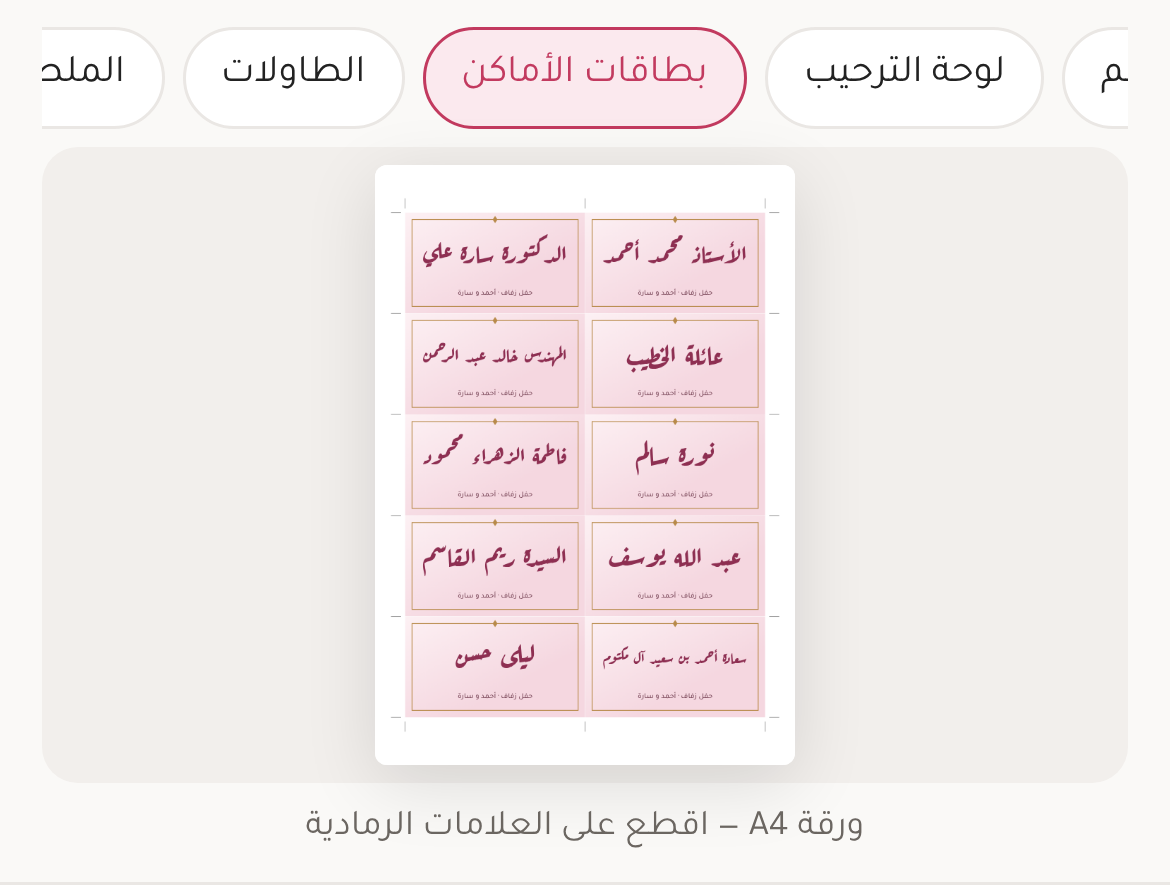 لوحة الترحيب
بطاقات الأماكن
الطاولات
الأستاذ محمد أحمد
حفل زفاف · أحمد و سارة
الدكتورة سارة علي
حفل زفاف · أحمد و سارة
عائلة الخطيب
حفل زفاف · أحمد و سارة
المهندس خالد عبد الرحمن
حفل زفاف · أحمد و سارة
نورة سالم
حفل زفاف · أحمد و سارة
فاطمة الزهراء محمود
حفل زفاف · أحمد و سارة
عبد الله يوسف
حفل زفاف · أحمد و سارة
السيدة ريم القاسم
حفل زفاف · أحمد و سارة
سعادة أحمد بن سعيد آل مكتوم
حفل زفاف · أحمد و سارة
ليلى حسن
حفل زفاف · أحمد و سارة
ورقة A4 – اقطع على العلامات الرمادية